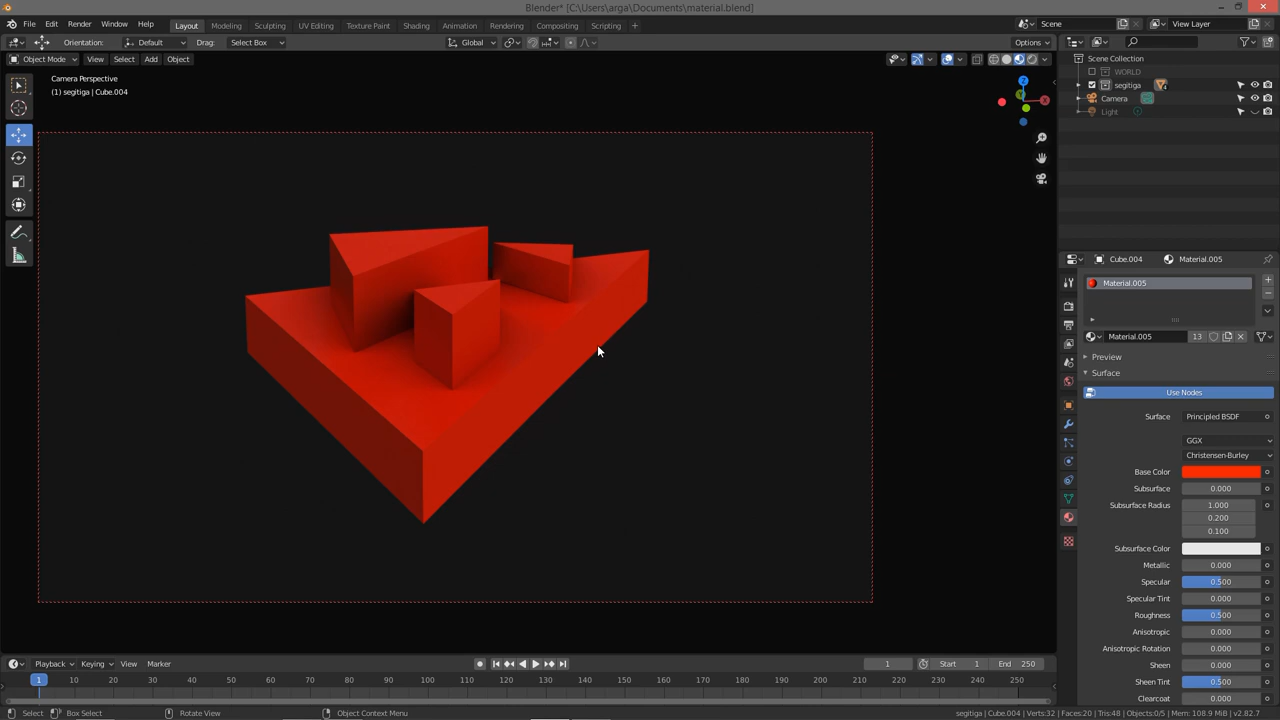 Blender* [C:\Users\arga\Documents\material.blend]
File Edit Render Window Help Layout Modeling Sculpting UV Editing Texture Paint Shading Animation Rendering Compositing Scripting + Scene View Layer
Orientation: Default Drag: Select Box Global Options
Object Mode View Select Add Object
Scene Collection
WORLD
Camera Perspective
segitiga
(1) segitiga | Cube.004
Camera
Light
Z
Y
X
Cube.004 Material.005
Material.005
Material.005 13
Preview
Surface
Use Nodes
Surface Principled BSDF
GGX
Christensen-Burley
Base Color
Subsurface 0.000
Subsurface Radius 1.000
0.200
0.100
Subsurface Color
Metallic 0.000
Specular 0.500
Specular Tint 0.000
Roughness 0.500
Anisotropic 0.000
Anisotropic Rotation 0.000
Sheen 0.000
Sheen Tint 0.500
Clearcoat 0.000
Playback Keying View Marker 1 Start 1 End 250
1 10 20 30 40 50 60 70 80 90 100 110 120 130 140 150 160 170 180 190 200 210 220 230 240 250
Select Box Select Rotate View Object Context Menu segitiga | Cube.004 | Verts:32 | Faces:20 | Tris:48 | Objects:0/5 | Mem: 108.9 MiB | v2.82.7